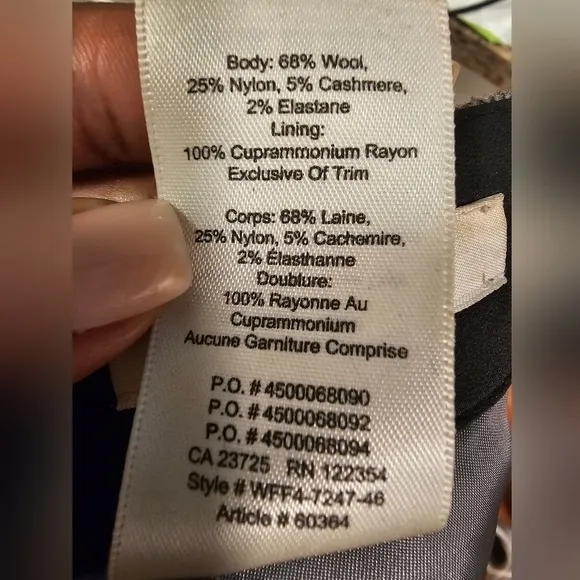 Body: 68% Wool,
25% Nylon, 5% Cashmere,
2% Elastane
Lining:
100% Cuprammonium Rayon
Exclusive Of Trim
Corps: 68% Laine,
25% Nylon, 5% Cachemire,
2% Élasthanne
Doublure:
100% Rayonne Au
Cuprammonium
Aucune Garniture Comprise
P.O. # 4500068090
P.O. # 4500068092
P.O. # 4500068094
CA 23725 RN 122354
Style # WFF4-7247-46
Article # 60364